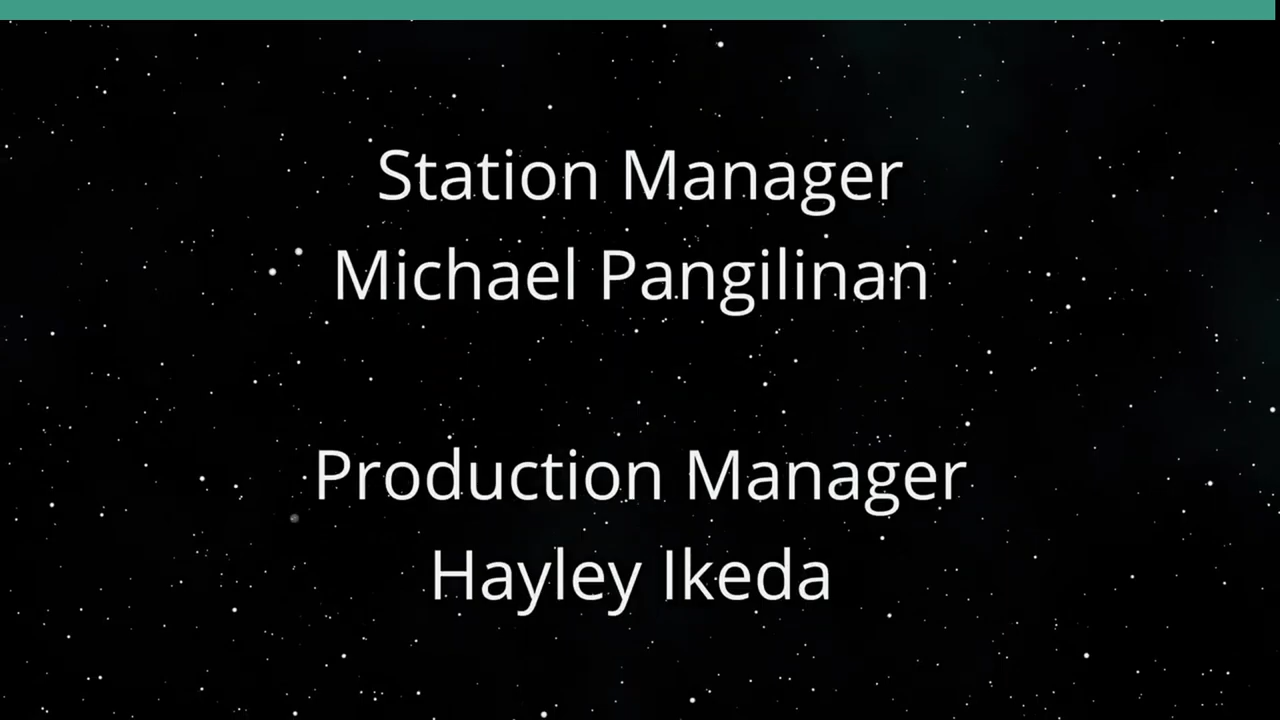 Station Manager
Michael Pangilinan
Production Manager
Hayley Ikeda